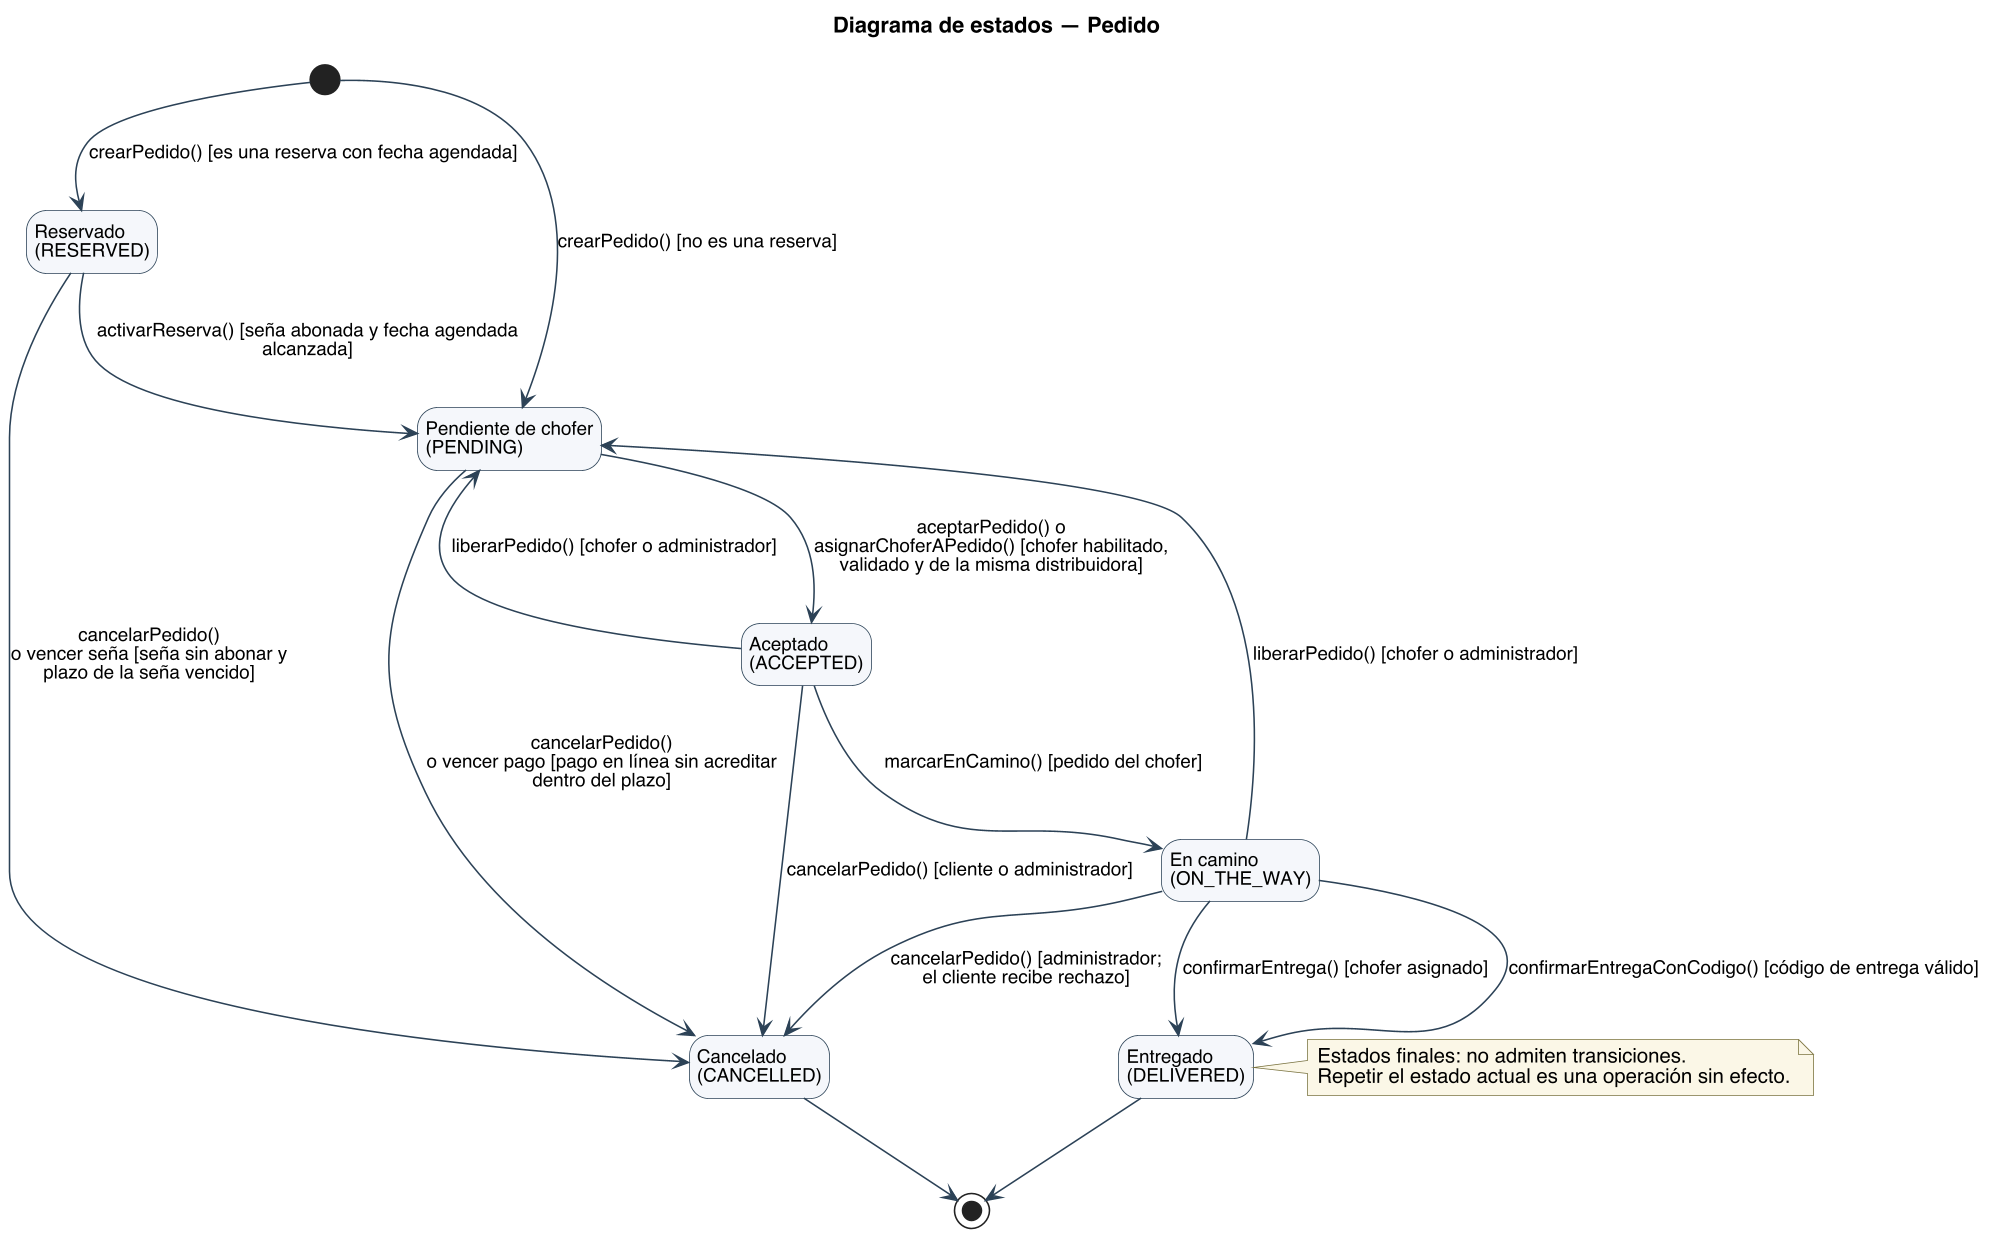 Diagrama de estados — Pedido
crearPedido() [es una reserva con fecha agendada]
Reservado
(RESERVED)
crearPedido() [no es una reserva]
activarReserva() [seña abonada y fecha agendada
alcanzada]
Pendiente de chofer
(PENDING)
liberarPedido() [chofer o administrador]
aceptarPedido() o
asignarChoferAPedido() [chofer habilitado,
validado y de la misma distribuidora]
cancelarPedido()
o vencer seña [seña sin abonar y
plazo de la seña vencido]
Aceptado
(ACCEPTED)
liberarPedido() [chofer o administrador]
cancelarPedido()
o vencer pago [pago en línea sin acreditar
dentro del plazo]
marcarEnCamino() [pedido del chofer]
cancelarPedido() [cliente o administrador]
En camino
(ON_THE_WAY)
cancelarPedido() [administrador;
el cliente recibe rechazo]
confirmarEntrega() [chofer asignado]
confirmarEntregaConCodigo() [código de entrega válido]
Cancelado
(CANCELLED)
Entregado
(DELIVERED)
Estados finales: no admiten transiciones.
Repetir el estado actual es una operación sin efecto.